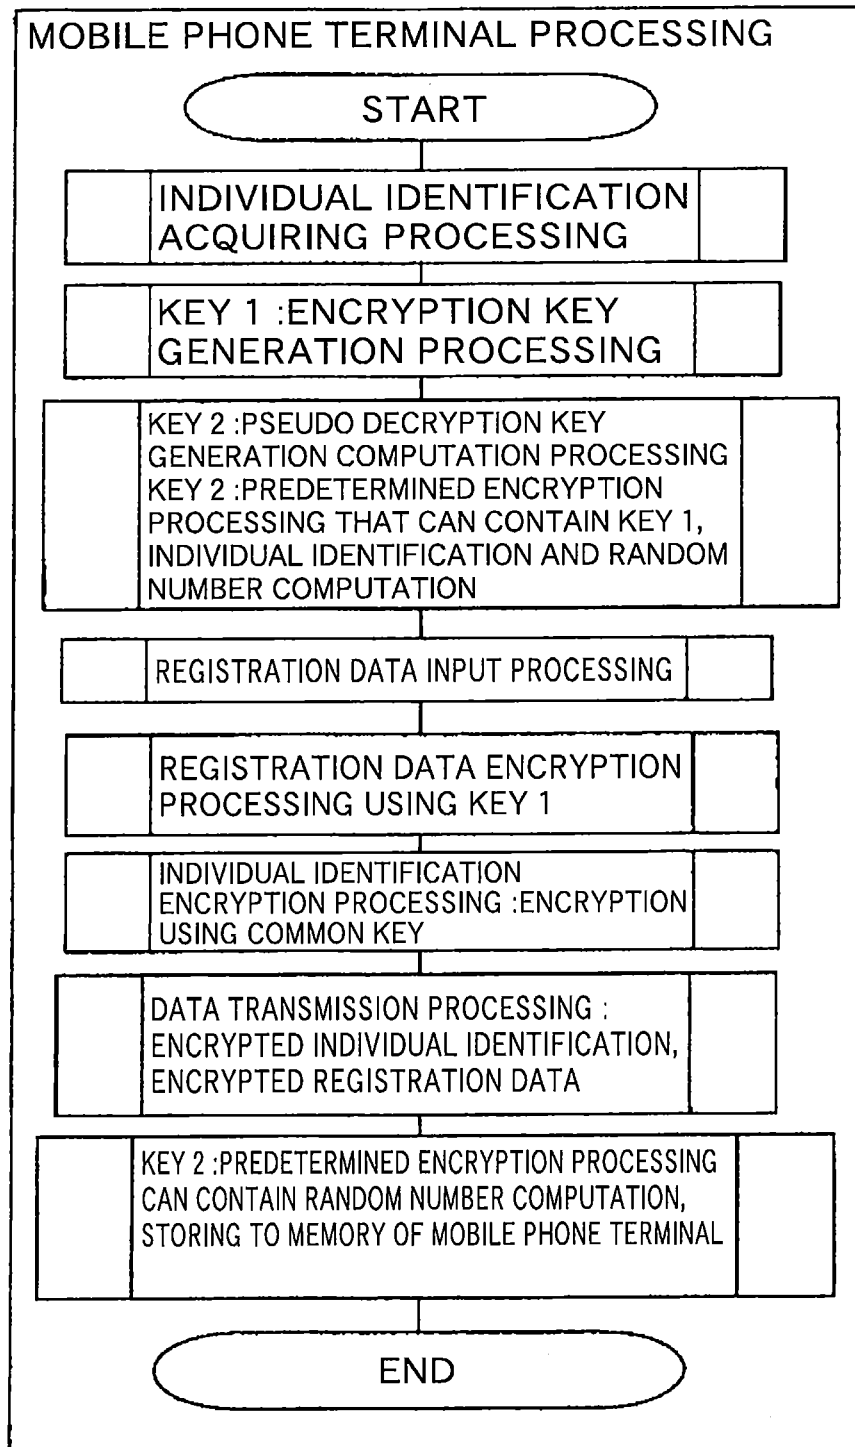 MOBILE PHONE TERMINAL PROCESSING
START
INDIVIDUAL IDENTIFICATION
ACQUIRING PROCESSING
KEY 1 :ENCRYPTION KEY
GENERATION PROCESSING
KEY 2 :PSEUDO DECRYPTION KEY
GENERATION COMPUTATION PROCESSING
KEY 2 :PREDETERMINED ENCRYPTION
PROCESSING THAT CAN CONTAIN KEY 1,
INDIVIDUAL IDENTIFICATION AND RANDOM
NUMBER COMPUTATION
REGISTRATION DATA INPUT PROCESSING
REGISTRATION DATA ENCRYPTION
PROCESSING USING KEY 1
INDIVIDUAL IDENTIFICATION
ENCRYPTION PROCESSING :ENCRYPTION
USING COMMON KEY
DATA TRANSMISSION PROCESSING :
ENCRYPTED INDIVIDUAL IDENTIFICATION,
ENCRYPTED REGISTRATION DATA
KEY 2 :PREDETERMINED ENCRYPTION PROCESSING
CAN CONTAIN RANDOM NUMBER COMPUTATION,
STORING TO MEMORY OF MOBILE PHONE TERMINAL
END